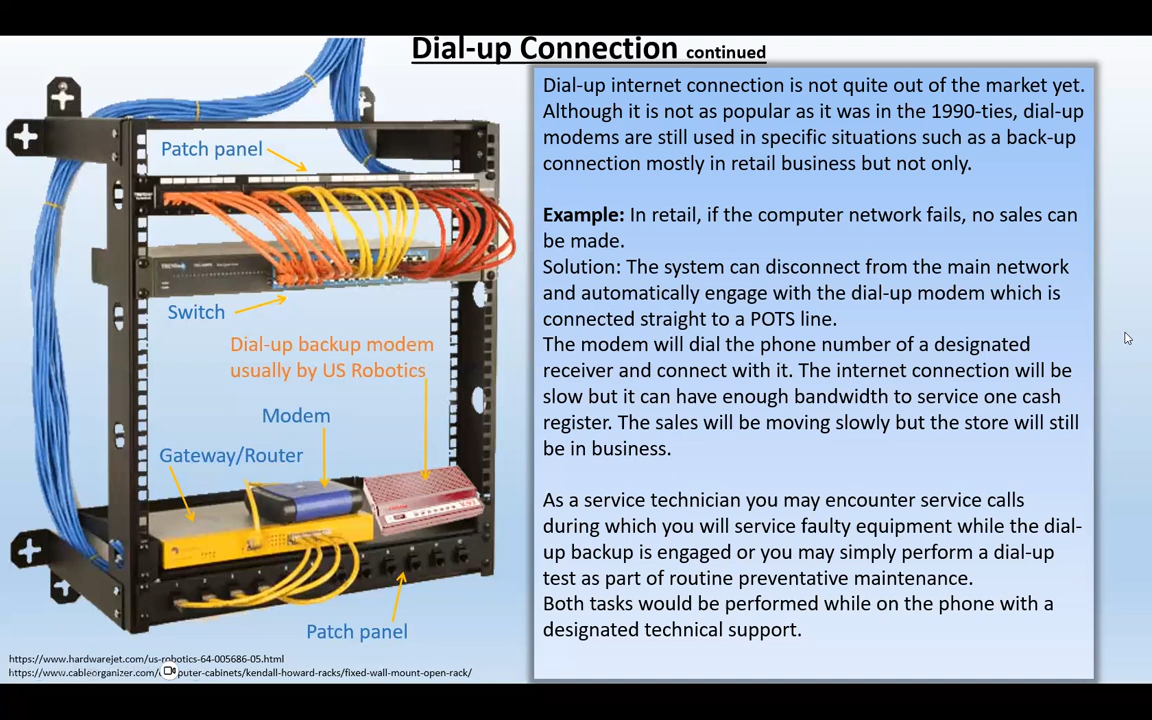 Dial-up Connection continued
Patch panel
Switch
Dial-up backup modem
usually by US Robotics
Modem
Gateway/Router
Patch panel
https://www.hardwarejet.com/us-robotics-64-005686-05.html
https://www.cableorganizer.com/puter-cabinets/kendall-howard-racks/fixed-wall-mount-open-rack/
Dial-up internet connection is not quite out of the market yet.
Although it is not as popular as it was in the 1990-ties, dial-up
modems are still used in specific situations such as a back-up
connection mostly in retail business but not only.
Example: In retail, if the computer network fails, no sales can
be made.
Solution: The system can disconnect from the main network
and automatically engage with the dial-up modem which is
connected straight to a POTS line.
The modem will dial the phone number of a designated
receiver and connect with it. The internet connection will be
slow but it can have enough bandwidth to service one cash
register. The sales will be moving slowly but the store will still
be in business.
As a service technician you may encounter service calls
during which you will service faulty equipment while the dial-
up backup is engaged or you may simply perform a dial-up
test as part of routine preventative maintenance.
Both tasks would be performed while on the phone with a
designated technical support.